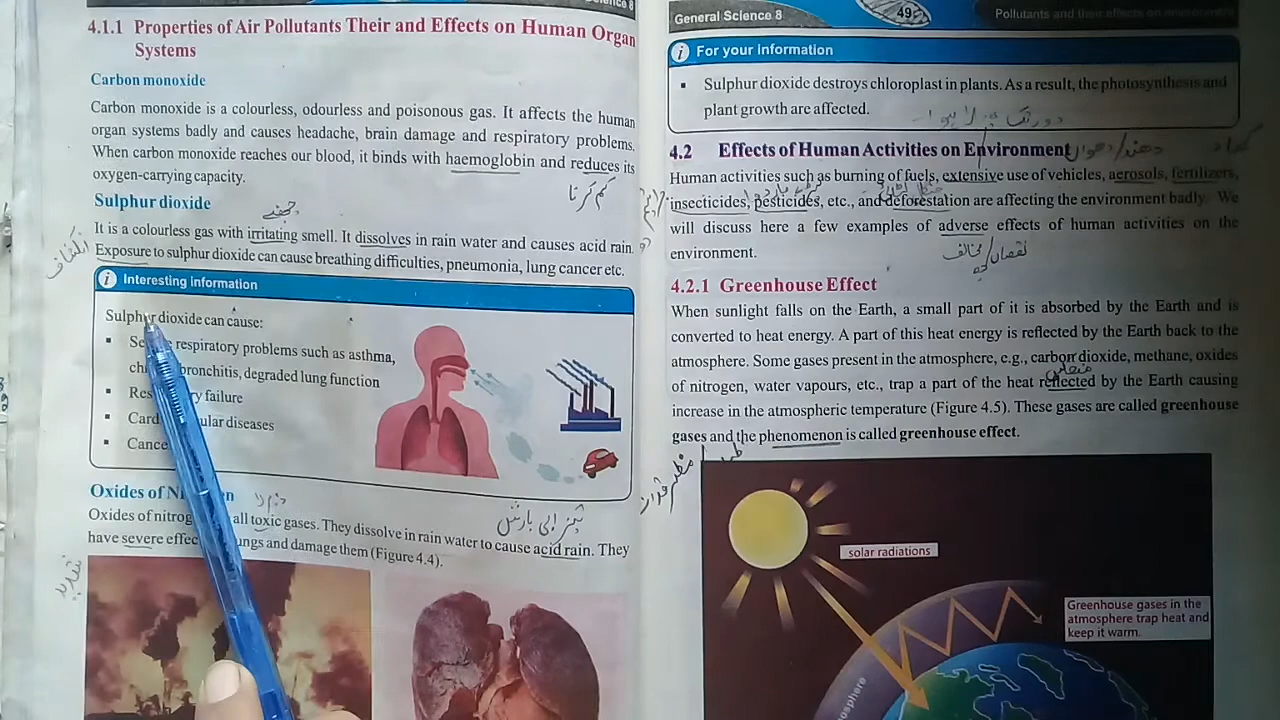 4.1.1 Properties of Air Pollutants Their and Effects on Human Organ
Systems
Carbon monoxide
Carbon monoxide is a colourless, odourless and poisonous gas. It affects the human
organ systems badly and causes headache, brain damage and respiratory problems.
When carbon monoxide reaches our blood, it binds with haemoglobin and reduces its
oxygen-carrying capacity.
کم کرنا
Sulphur dioxide
It is a colourless gas with irritating smell. It dissolves in rain water and causes acid rain.
Exposure to sulphur dioxide can cause breathing difficulties, pneumonia, lung cancer etc.
Interesting information
Sulphur dioxide can cause:
respiratory problems such as asthma,
bronchitis, degraded lung function
failure
diseases
Oxides of
Oxides of nitrog all toxic gases. They dissolve in rain water to cause acid rain. They
تیزابی بارش
have severe effec ungs and damage them (Figure 4.4).
شدید
General Science 8
49
Pollutants and their effects on environment
For your information
Sulphur dioxide destroys chloroplast in plants. As a result, the photosynthesis and
plant growth are affected.
4.2 Effects of Human Activities on Environment
Human activities such as burning of fuels, extensive use of vehicles, aerosols, fertilizers,
insecticides, pesticides, etc., and deforestation are affecting the environment badly. We
will discuss here a few examples of adverse effects of human activities on the
environment.
4.2.1 Greenhouse Effect
When sunlight falls on the Earth, a small part of it is absorbed by the Earth and is
converted to heat energy. A part of this heat energy is reflected by the Earth back to the
atmosphere. Some gases present in the atmosphere, e.g., carbon dioxide, methane, oxides
of nitrogen, water vapours, etc., trap a part of the heat reflected by the Earth causing
increase in the atmospheric temperature (Figure 4.5). These gases are called greenhouse
gases and the phenomenon is called greenhouse effect.
solar radiations
Greenhouse gases in the
atmosphere trap heat and
keep it warm.